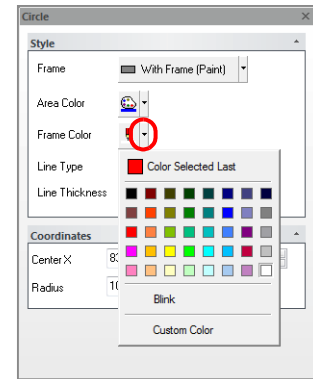 Circle
Style
Frame
With Frame (Paint)
Area Color
Frame Color
Line Type
Color Selected Last
Line Thickness
Coordinates
Center X
Radius
Blink
Custom Color